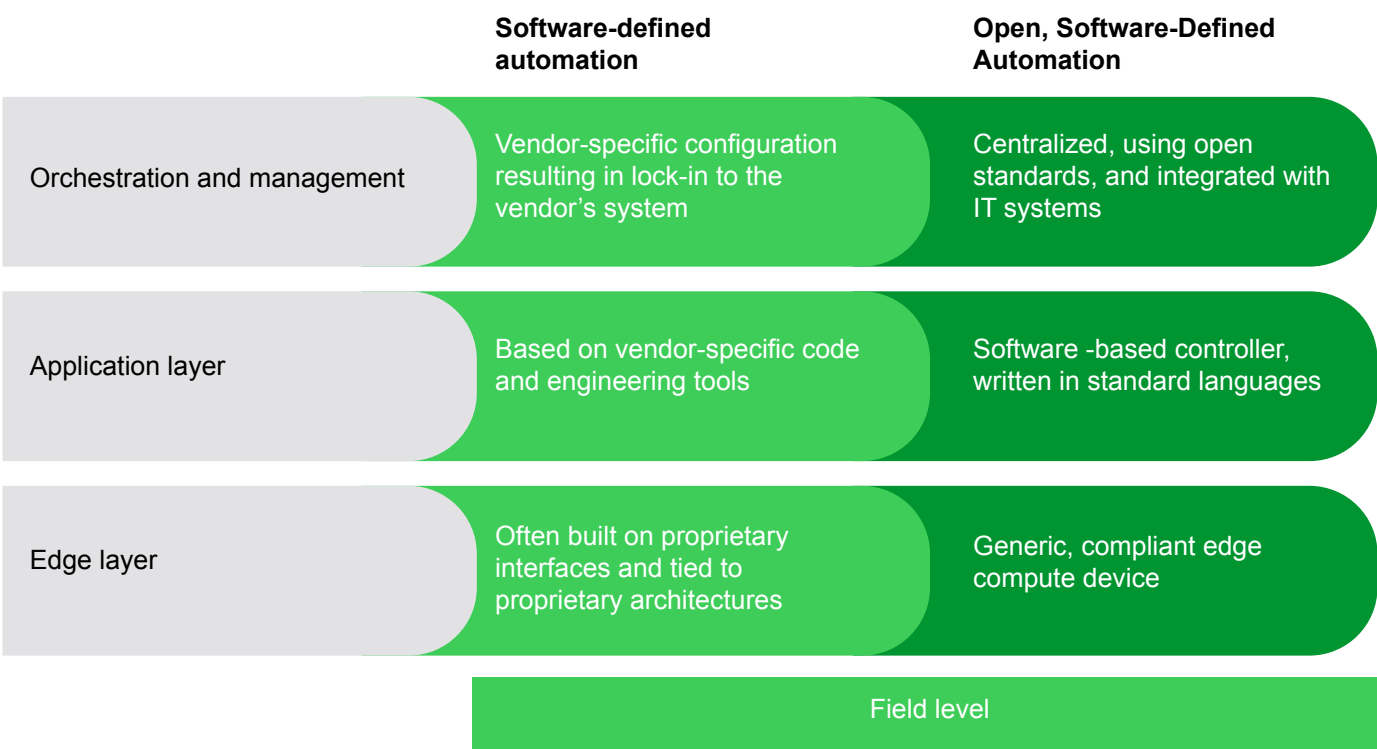 Software-defined
automation
Open, Software-Defined
Automation
Orchestration and management
Vendor-specific configuration
resulting in lock-in to the
vendor’s system
Centralized, using open
standards, and integrated with
IT systems
Application layer
Based on vendor-specific code
and engineering tools
Software -based controller,
written in standard languages
Edge layer
Often built on proprietary
interfaces and tied to
proprietary architectures
Generic, compliant edge
compute device
Field level